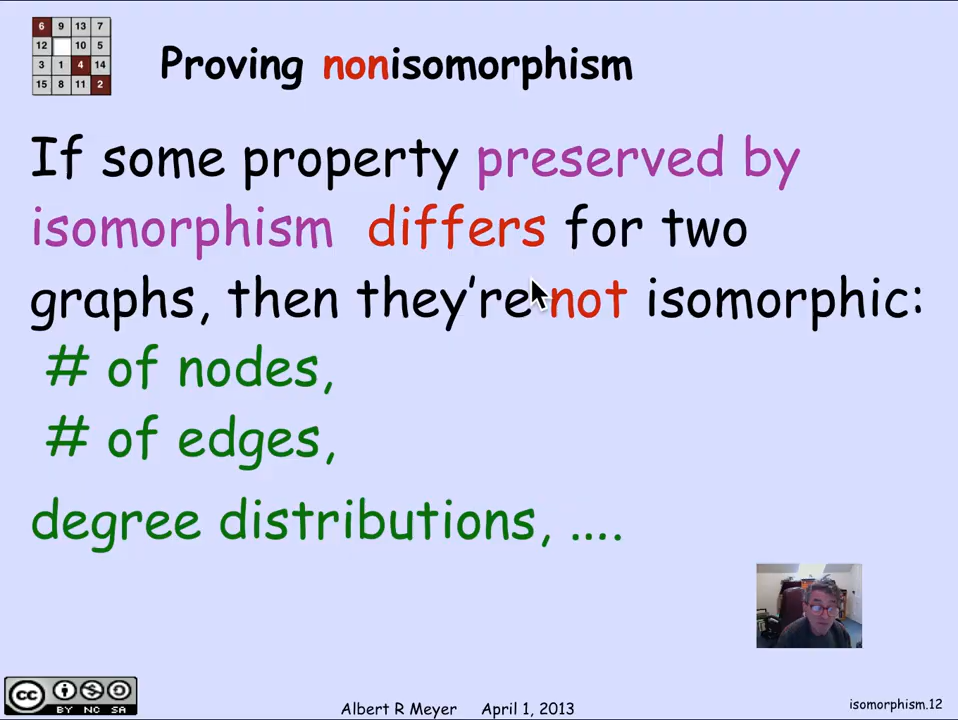 6 9 13 7
12 10 5
3 1 4 14
15 8 11 2
Proving nonisomorphism
If some property preserved by
isomorphism differs for two
graphs, then they're not isomorphic:
# of nodes,
# of edges,
degree distributions, ....
cc
BY NC SA
Albert R Meyer April 1, 2013
isomorphism.12